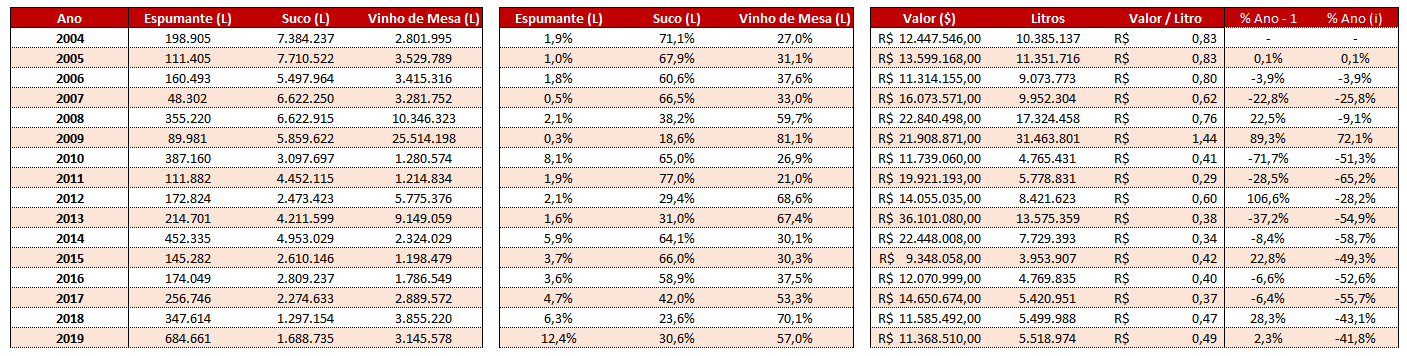 Ano Espumante (L) Suco (L) Vinho de Mesa (L) Espumante (L) Suco (L) Vinho de Mesa (L) Valor ($) Litros Valor / Litro % Ano - 1 % Ano (i)
2004 198.905 7.384.237 2.801.995 1,9% 71,1% 27,0% R$ 12.447.546,00 10.385.137 R$ 0,83 - -
2005 111.405 7.710.522 3.529.789 1,0% 67,9% 31,1% R$ 13.599.168,00 11.351.716 R$ 0,83 0,1% 0,1%
2006 160.493 5.497.964 3.415.316 1,8% 60,6% 37,6% R$ 11.314.155,00 9.073.773 R$ 0,80 -3,9% -3,9%
2007 48.302 6.622.250 3.281.752 0,5% 66,5% 33,0% R$ 16.073.571,00 9.952.304 R$ 0,62 -22,8% -25,8%
2008 355.220 6.622.915 10.346.323 2,1% 38,2% 59,7% R$ 22.840.498,00 17.324.458 R$ 0,76 22,5% -9,1%
2009 89.981 5.859.622 25.514.198 0,3% 18,6% 81,1% R$ 21.908.871,00 31.463.801 R$ 1,44 89,3% 72,1%
2010 387.160 3.097.697 1.280.574 8,1% 65,0% 26,9% R$ 11.739.060,00 4.765.431 R$ 0,41 -71,7% -51,3%
2011 111.882 4.452.115 1.214.834 1,9% 77,0% 21,0% R$ 19.921.193,00 5.778.831 R$ 0,29 -28,5% -65,2%
2012 172.824 2.473.423 5.775.376 2,1% 29,4% 68,6% R$ 14.055.035,00 8.421.623 R$ 0,60 106,6% -28,2%
2013 214.701 4.211.599 9.149.059 1,6% 31,0% 67,4% R$ 36.101.080,00 13.575.359 R$ 0,38 -37,2% -54,9%
2014 452.335 4.953.029 2.324.029 5,9% 64,1% 30,1% R$ 22.448.008,00 7.729.393 R$ 0,34 -8,4% -58,7%
2015 145.282 2.610.146 1.198.479 3,7% 66,0% 30,3% R$ 9.348.058,00 3.953.907 R$ 0,42 22,8% -49,3%
2016 174.049 2.809.237 1.786.549 3,6% 58,9% 37,5% R$ 12.070.999,00 4.769.835 R$ 0,40 -6,6% -52,6%
2017 256.746 2.274.633 2.889.572 4,7% 42,0% 53,3% R$ 14.650.674,00 5.420.951 R$ 0,37 -6,4% -55,7%
2018 347.614 1.297.154 3.855.220 6,3% 23,6% 70,1% R$ 11.585.492,00 5.499.988 R$ 0,47 28,3% -43,1%
2019 684.661 1.688.735 3.145.578 12,4% 30,6% 57,0% R$ 11.368.510,00 5.518.974 R$ 0,49 2,3% -41,8%